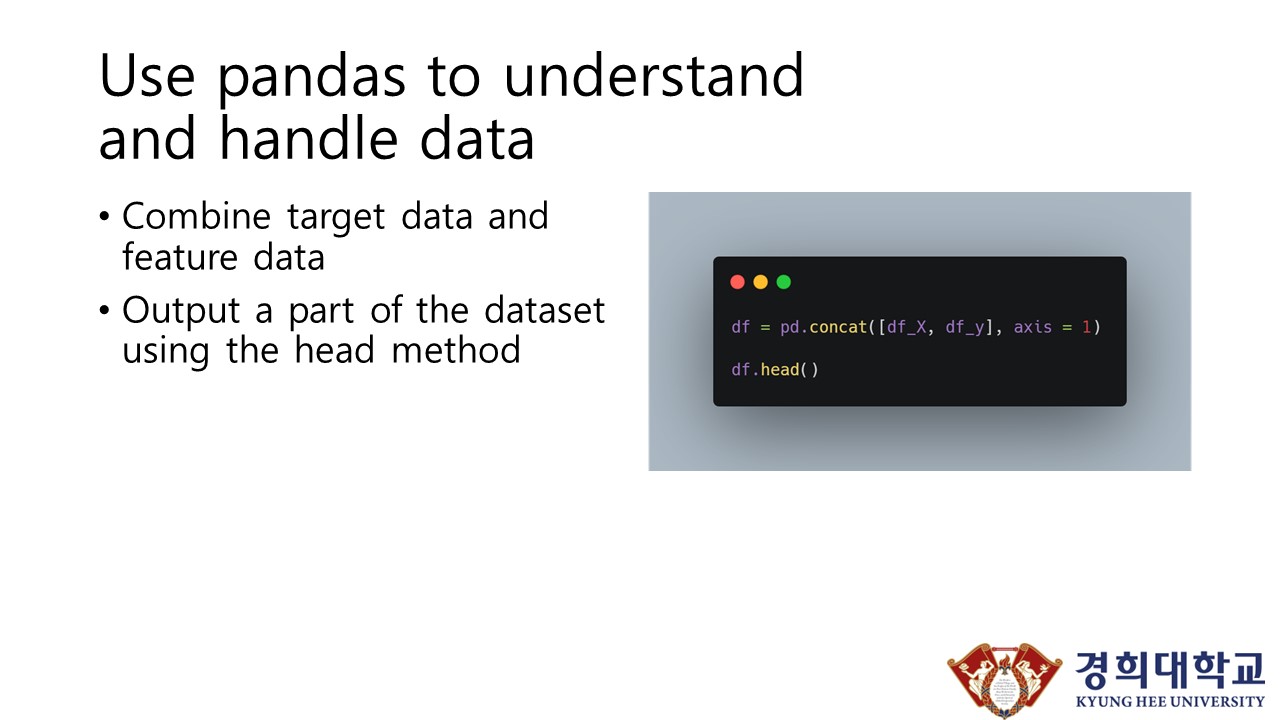 Use pandas to understand
and handle data
• Combine target data and
feature data
• Output a part of the dataset
using the head method
df = pd.concat([df_X, df_y], axis = 1)
df.head()
경희대학교
KYUNG HEE UNIVERSITY